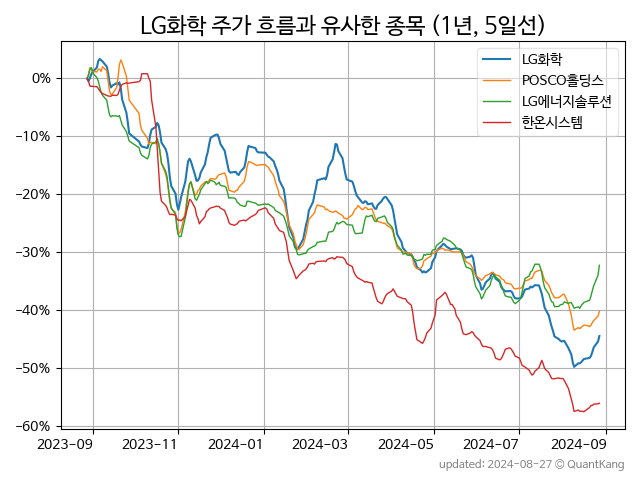 LG화학 주가 흐름과 유사한 종목 (1년, 5일선)
LG화학
POSCO홀딩스
LG에너지솔루션
한온시스템
0%
−10%
−20%
−30%
−40%
−50%
−60%
2023-09 2023-11 2024-01 2024-03 2024-05 2024-07 2024-09
updated: 2024-08-27 © QuantKang